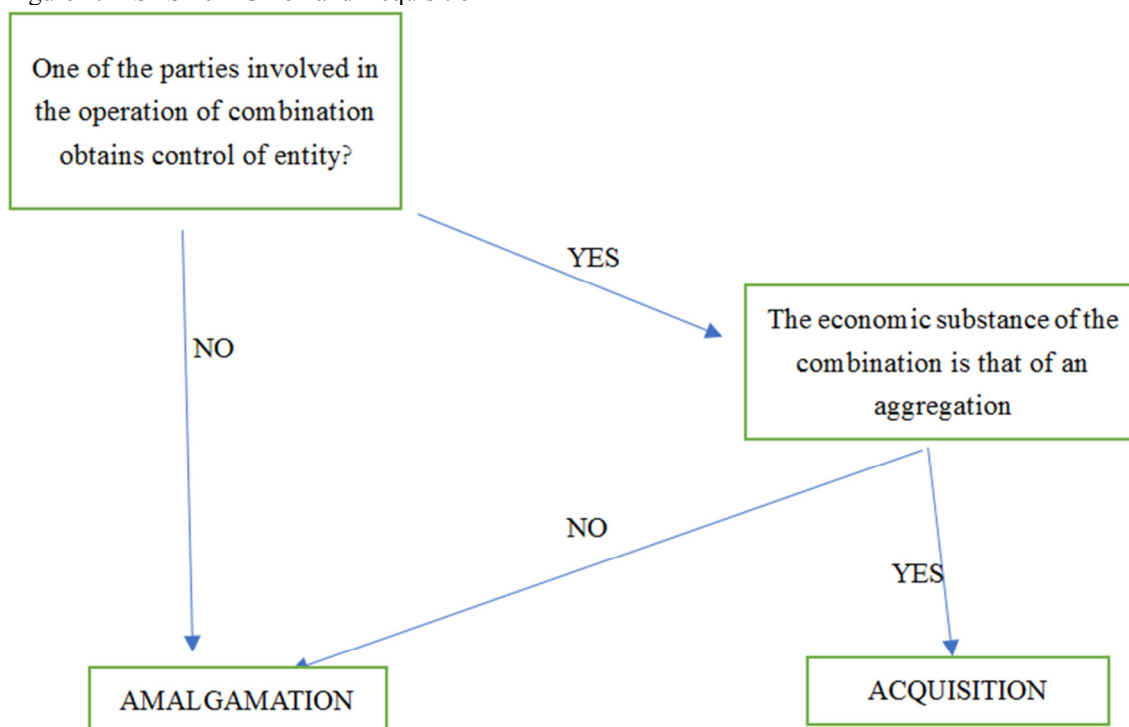 One of the parties involved in
the operation of combination
obtains control of entity?
YES
NO
The economic substance of the
combination is that of an
aggregation
NO
YES
AMALGAMATION
ACQUISITION